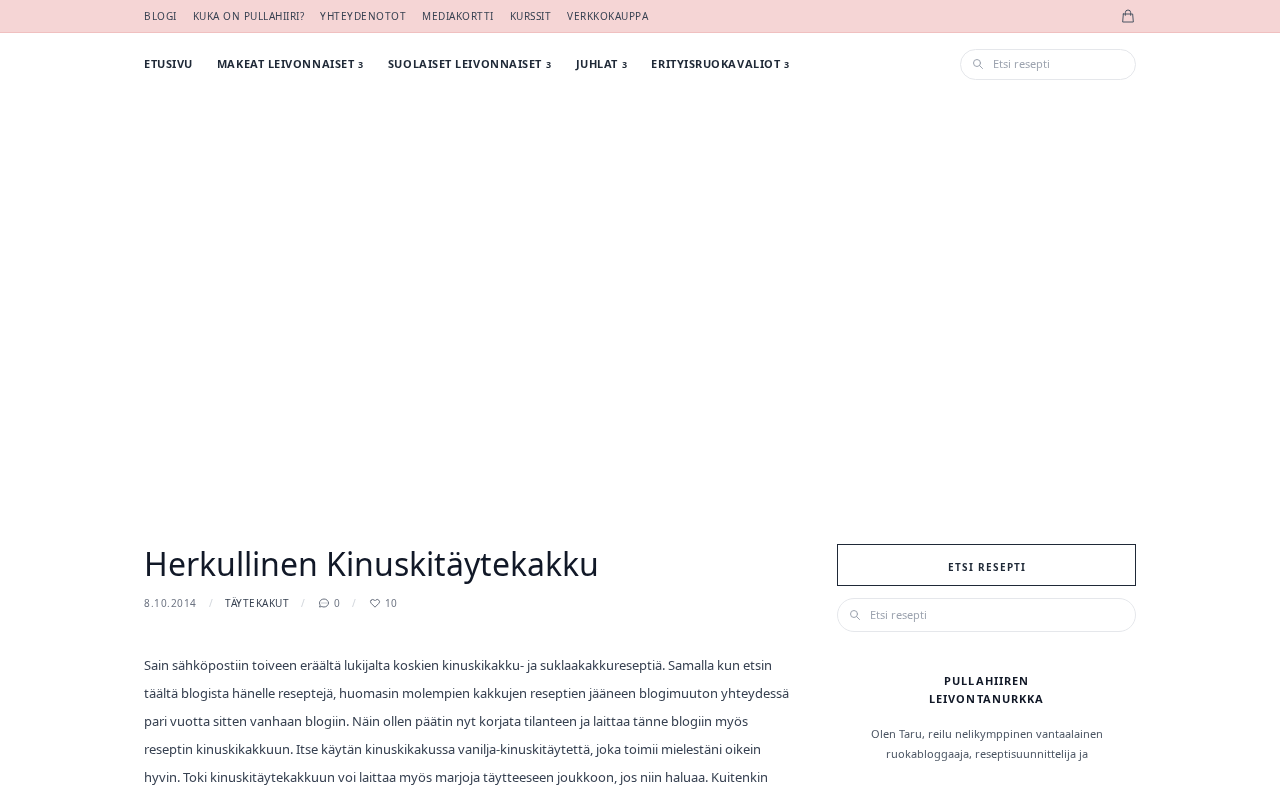 BLOGI KUKA ON PULLAHIIRI? YHTEYDENOTOT MEDIAKORTTI KURSSIT VERKKOKAUPPA
ETUSIVU MAKEAT LEIVONNAISET 3 SUOLAISET LEIVONNAISET 3 JUHLAT 3 ERITYISRUOKAVALIOT 3 Etsi resepti
Herkullinen Kinuskitäytekakku
8.10.2014 / TÄYTEKAKUT / 0 / 10
Sain sähköpostiin toiveen eräältä lukijalta koskien kinuskikakku- ja suklaakakkureseptiä. Samalla kun etsin
täältä blogista hänelle reseptejä, huomasin molempien kakkujen reseptien jääneen blogimuuton yhteydessä
pari vuotta sitten vanhaan blogiin. Näin ollen päätin nyt korjata tilanteen ja laittaa tänne blogiin myös
reseptin kinuskikakkuun. Itse käytän kinuskikakussa vanilja-kinuskitäytettä, joka toimii mielestäni oikein
hyvin. Toki kinuskitäytekakkuun voi laittaa myös marjoja täytteeseen joukkoon, jos niin haluaa. Kuitenkin
ETSI RESEPTI
Etsi resepti
PULLAHIIREN
LEIVONTANURKKA
Olen Taru, reilu nelikymppinen vantaalainen
ruokabloggaaja, reseptisuunnittelija ja